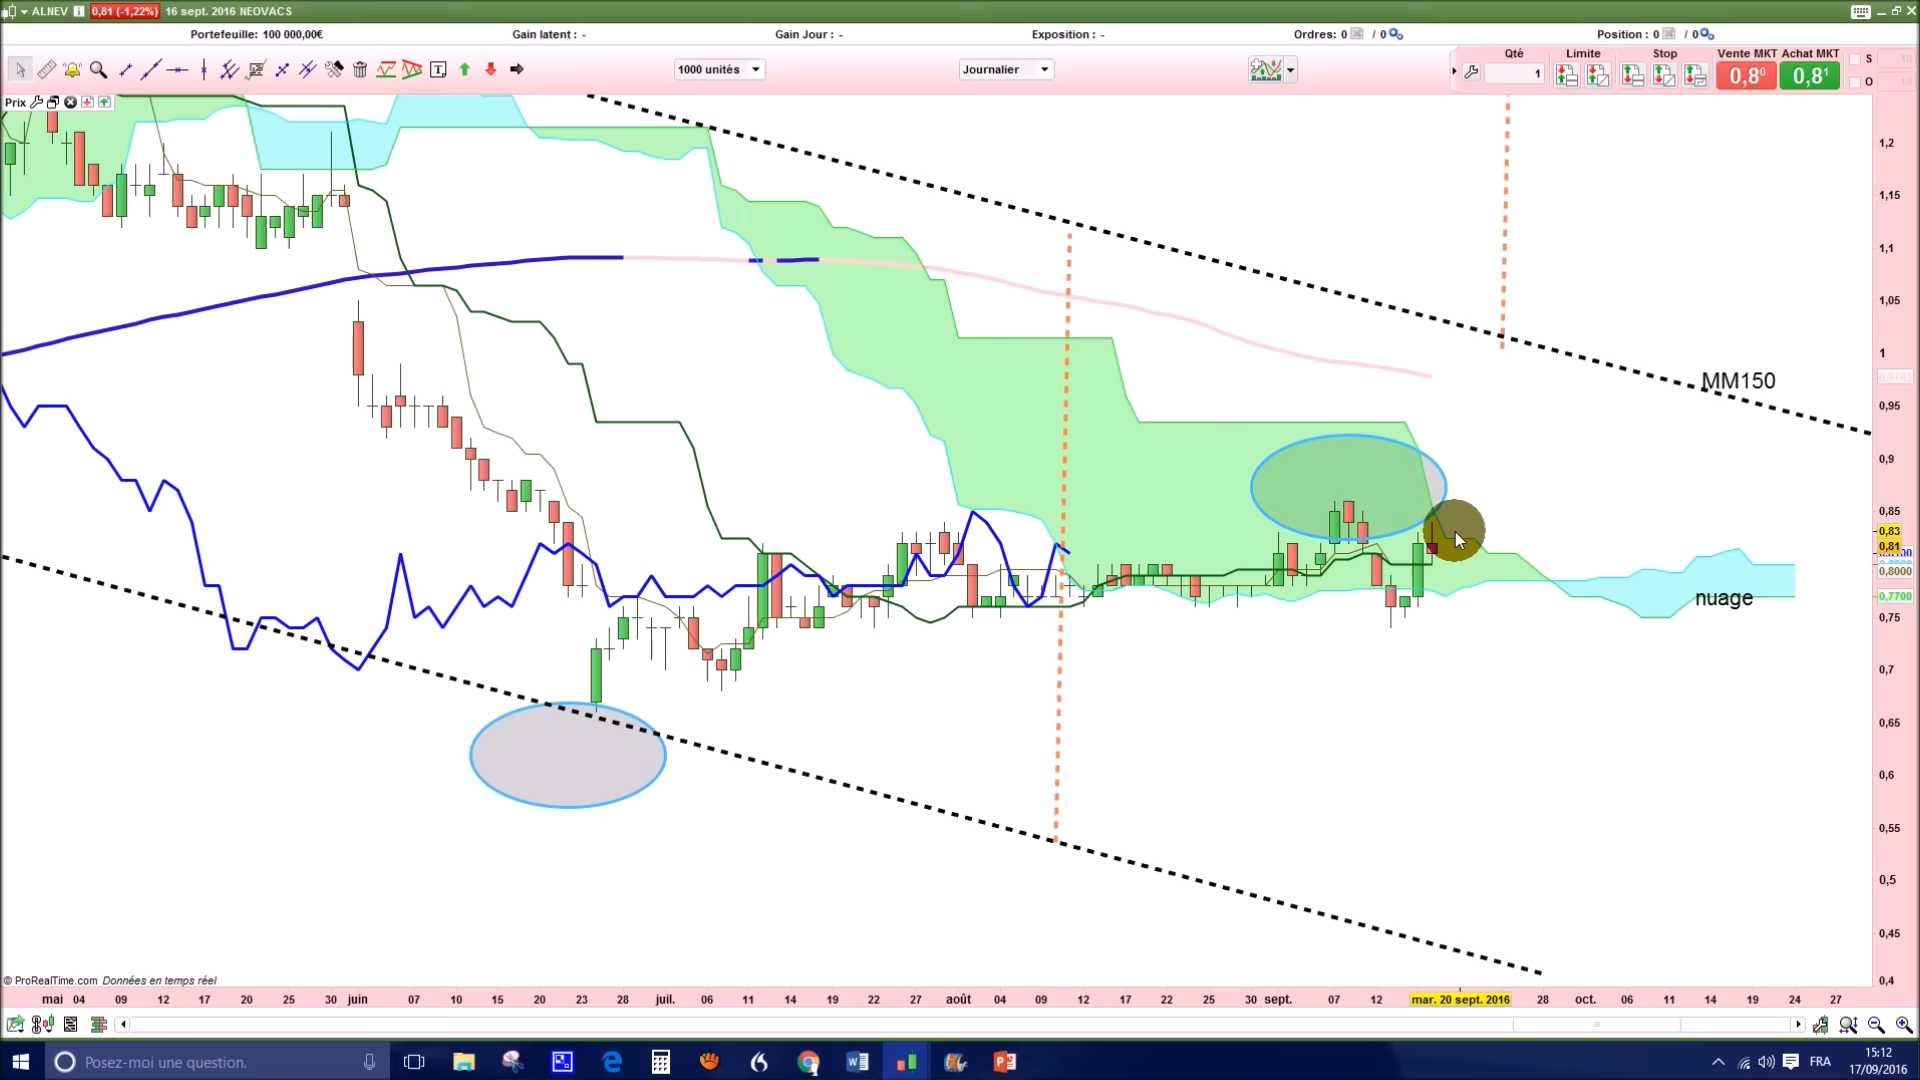 ALNEV 0,81 (-1,22%) 16 sept. 2016 NEOVACS
Portefeuille: 100 000,00€ Gain latent : - Gain Jour : - Exposition : - Ordres: 0 / 0 Position : 0 / 0
1000 unités Journalier Qté 1 Limite Stop Vente MKT 0,8⁰ Achat MKT 0,8¹ S O
Prix
1,2
1,15
1,1
1,05
1
MM150
0,95
0,9
0,85
0,83
0,81
0,8000
0,7700
nuage
0,75
0,7
0,65
0,6
0,55
0,5
0,45
0,4
© ProRealTime.com Données en temps réel
mai 04 09 12 17 20 25 30 juin 07 10 15 20 23 28 juil. 06 11 14 19 22 27 août 04 09 12 17 22 25 30 sept. 07 12 mar. 20 sept. 2016 28 oct. 06 11 14 19 24 27
Posez-moi une question.
FRA
15:12
17/09/2016